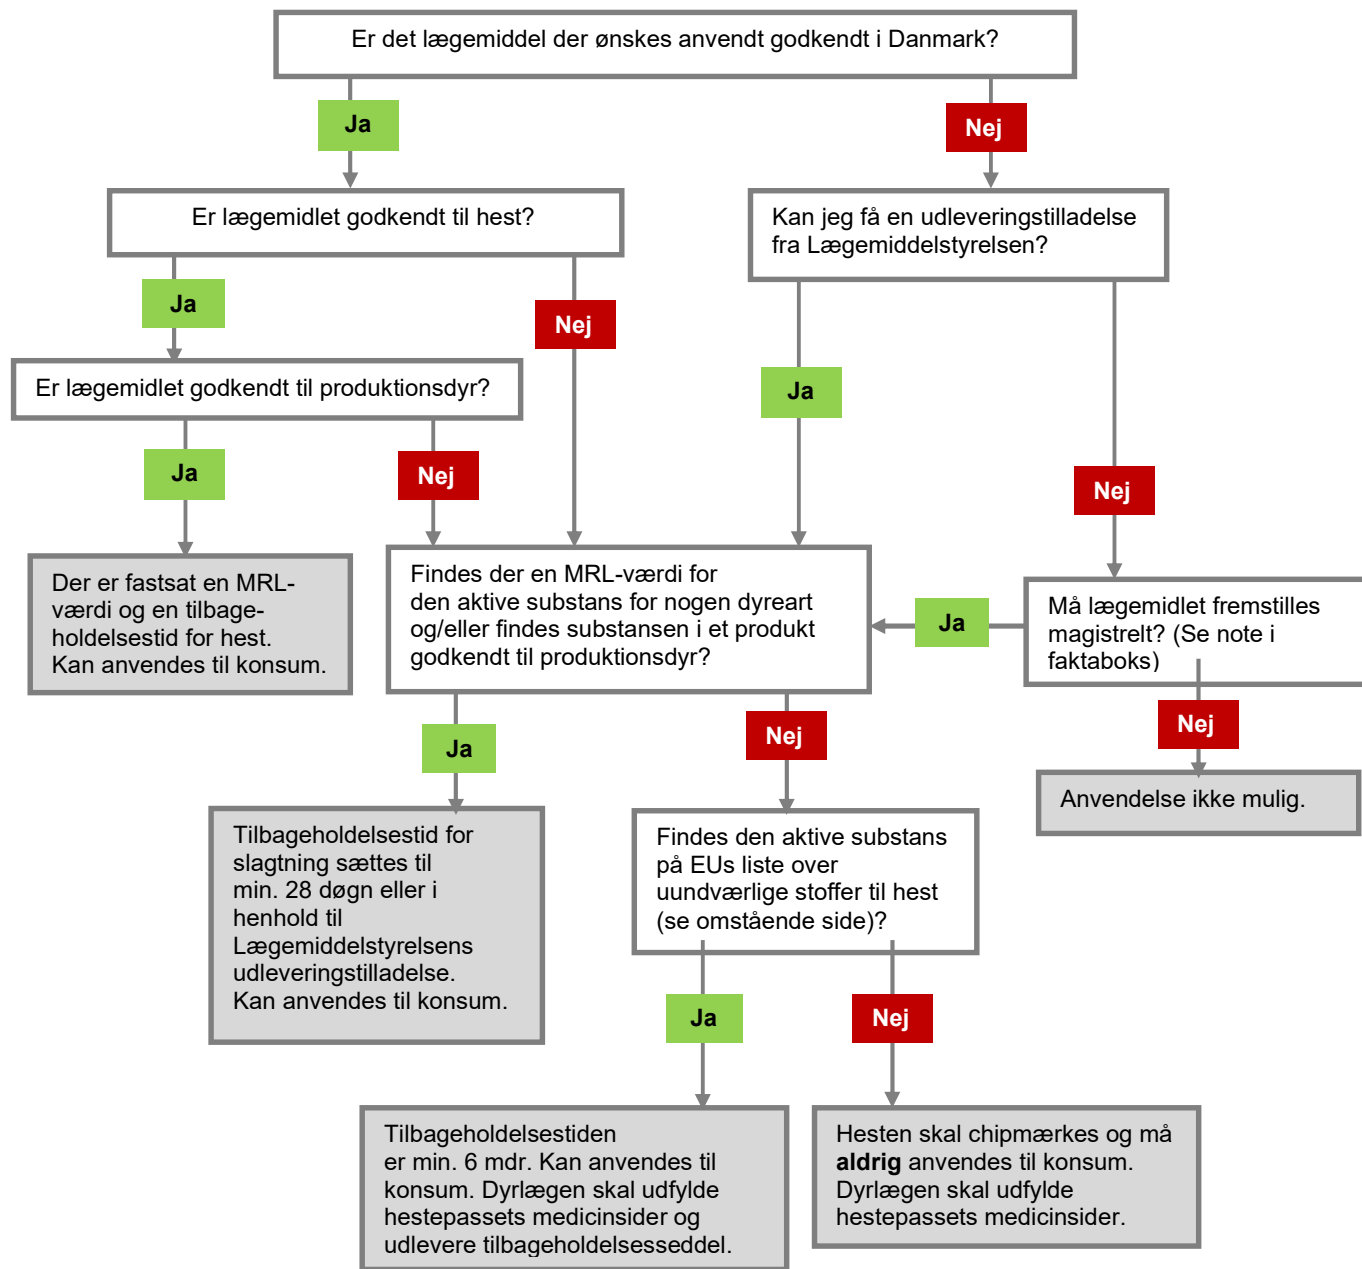 Er det lægemiddel der ønskes anvendt godkendt i Danmark?
Ja
Nej
Er lægemidlet godkendt til hest?
Kan jeg få en udleveringstilladelse
fra Lægemiddelstyrelsen?
Ja
Nej
Ja
Nej
Er lægemidlet godkendt til produktionsdyr?
Ja
Nej
Der er fastsat en MRL-
værdi og en tilbage-
holdelsestid for hest.
Kan anvendes til konsum.
Findes der en MRL-værdi for
den aktive substans for nogen dyreart
og/eller findes substansen i et produkt
godkendt til produktionsdyr?
Ja
Må lægemidlet fremstilles
magistrelt? (Se note i
faktaboks)
Ja
Nej
Nej
Anvendelse ikke mulig.
Tilbageholdelsestid for
slagtning sættes til
min. 28 døgn eller i
henhold til
Lægemiddelstyrelsens
udleveringstilladelse.
Kan anvendes til konsum.
Findes den aktive substans
på EUs liste over
uundværlige stoffer til hest
(se omstående side)?
Ja
Nej
Tilbageholdelsestiden
er min. 6 mdr. Kan anvendes til
konsum. Dyrlægen skal udfylde
hestepassets medicinsider og
udlevere tilbageholdelsesseddel.
Hesten skal chipmærkes og må
aldrig anvendes til konsum.
Dyrlægen skal udfylde
hestepassets medicinsider.